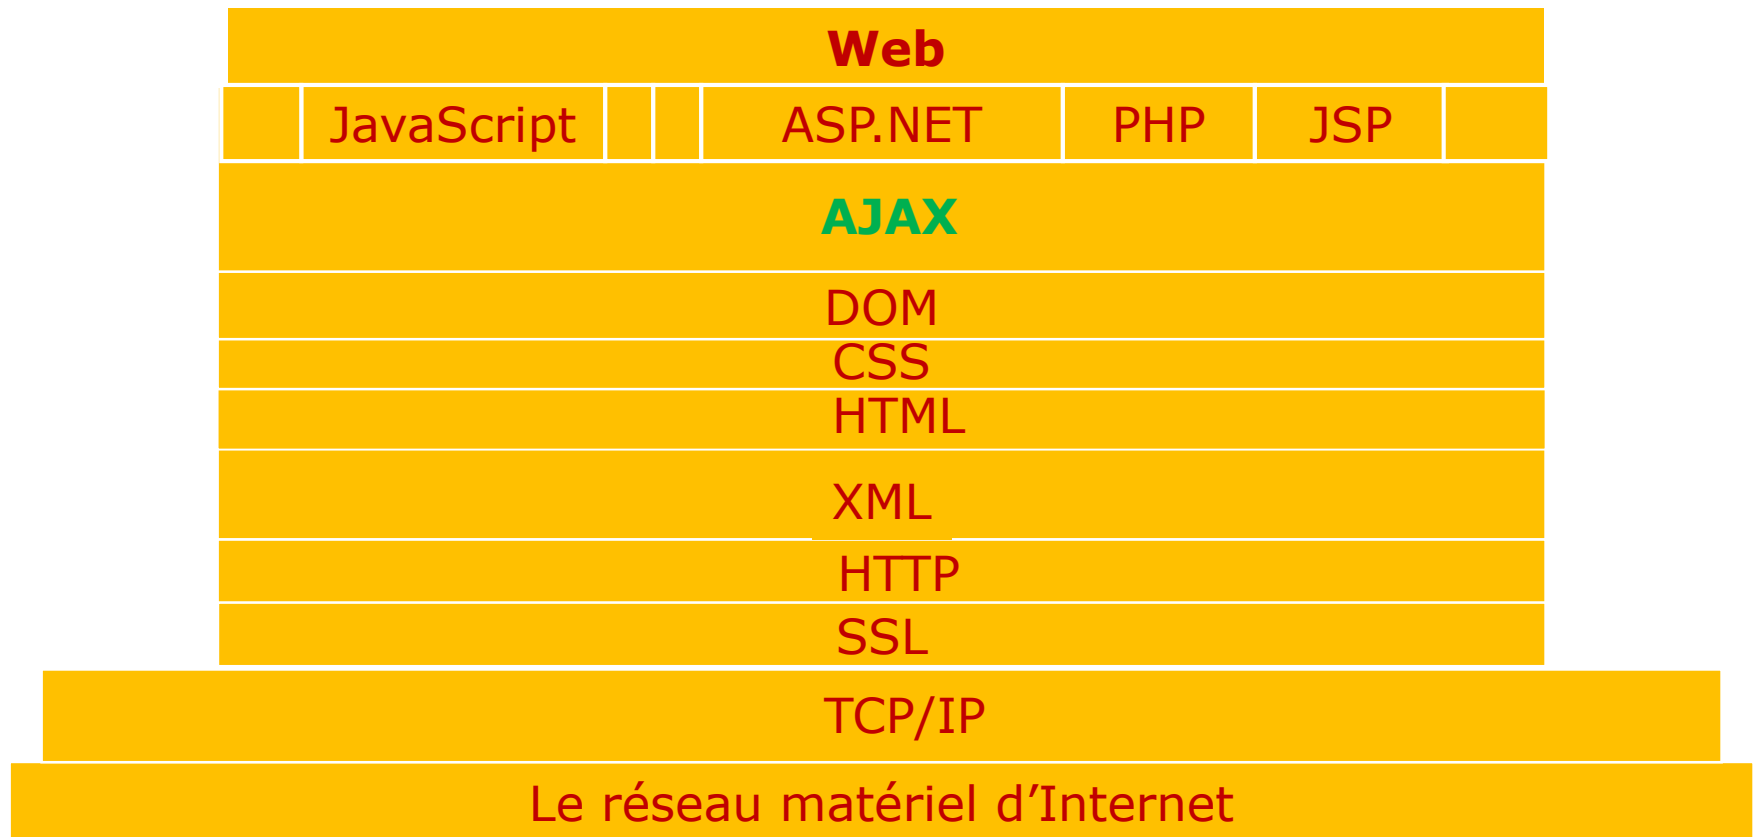 Web
JavaScript ASP.NET PHP JSP
AJAX
DOM
CSS
HTML
XML
HTTP
SSL
TCP/IP
Le réseau matériel d’Internet